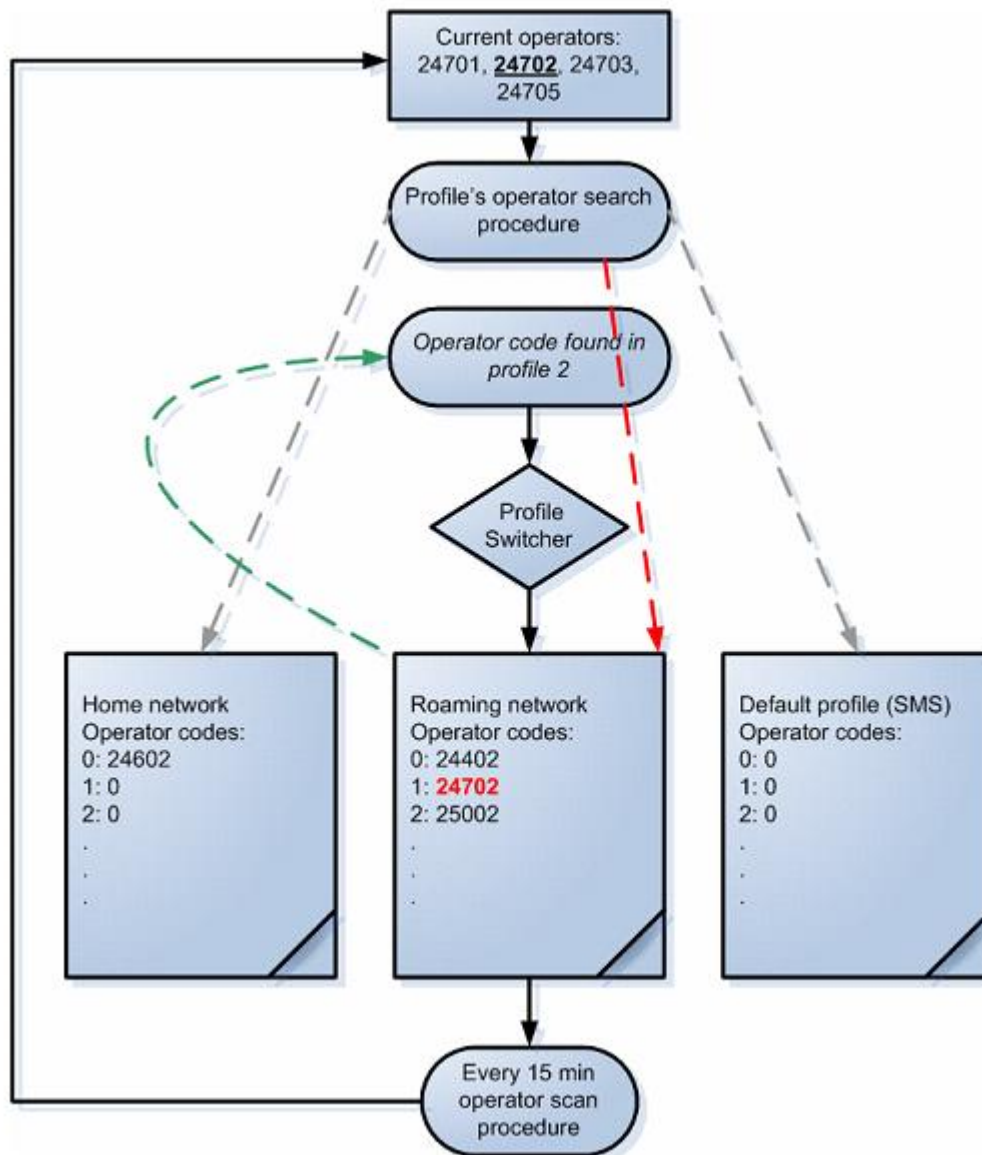 Current operators:
24701, 24702, 24703,
24705
Profile's operator search
procedure
Operator code found in
profile 2
Profile
Switcher
Home network
Operator codes:
0: 24602
1: 0
2: 0
.
.
.
Roaming network
Operator codes:
0: 24402
1: 24702
2: 25002
.
.
.
Default profile (SMS)
Operator codes:
0: 0
1: 0
2: 0
.
.
.
Every 15 min
operator scan
procedure